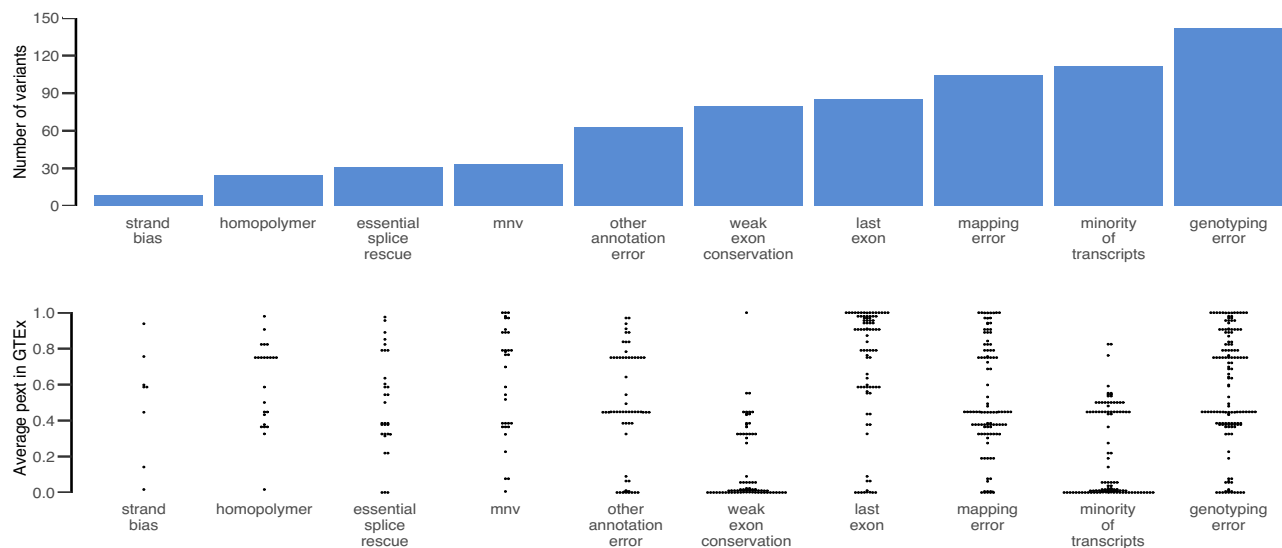 Number of variants
150
120
90
60
30
0
strand
bias
homopolymer
essential
splice
rescue
mnv
other
annotation
error
weak
exon
conservation
last
exon
mapping
error
minority
of
transcripts
genotyping
error
Average pext in GTEx
1.0
0.8
0.6
0.4
0.2
0.0
strand
bias
homopolymer
essential
splice
rescue
mnv
other
annotation
error
weak
exon
conservation
last
exon
mapping
error
minority
of
transcripts
genotyping
error